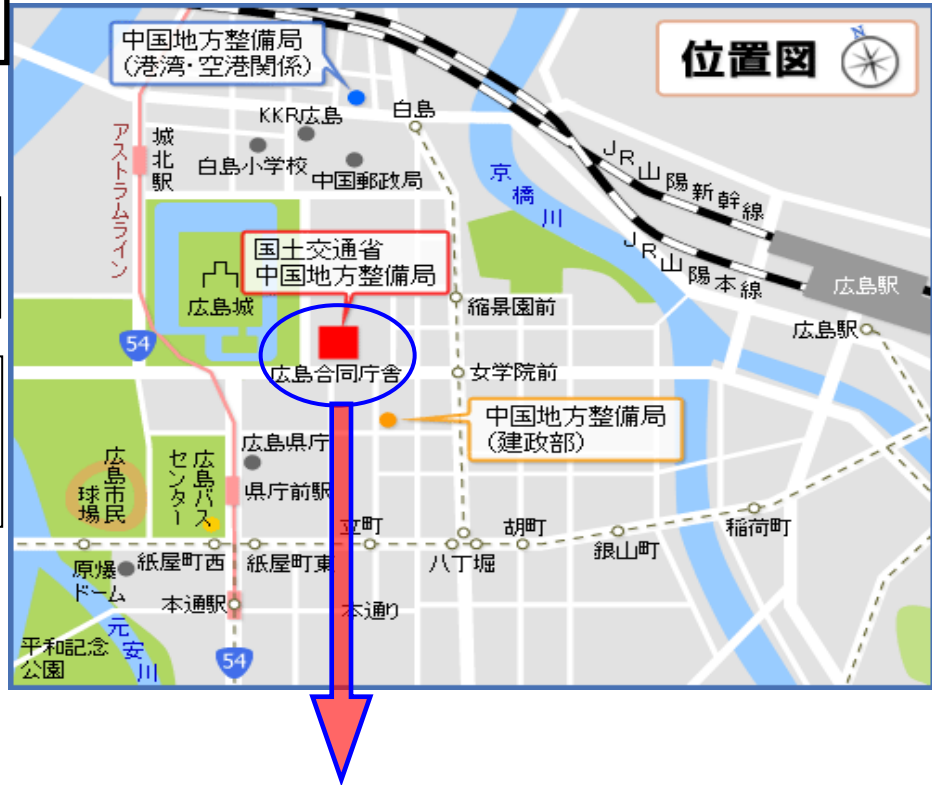 中国地方整備局
（港湾・空港関係）
位置図
N
KKR広島
白島
城北駅
アストラムライン
白島小学校
中国郵政局
京橋川
JR山陽新幹線
国土交通省
中国地方整備局
広島城
JR山陽本線
広島駅
縮景園前
広島駅
54
広島合同庁舎
女学院前
中国地方整備局
（建政部）
広島県庁
広島市民
球場
広島バス
センター
県庁前駅
立町
胡町
稲荷町
銀山町
八丁堀
紙屋町西
紙屋町東
原爆
ドーム
本通駅
本通り
元安川
平和記念
公園
54